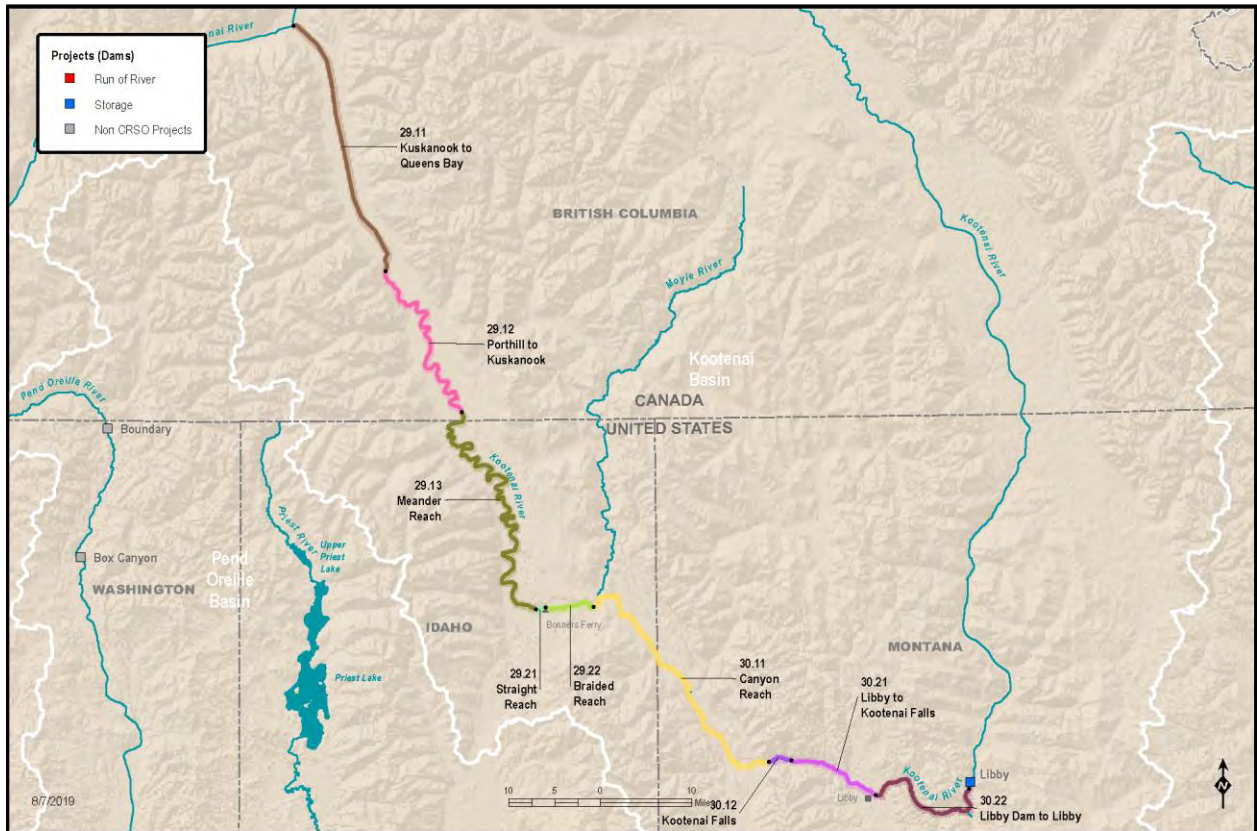 nai River
Projects (Dams)
Run of River
Storage
Non CRSO Projects
29.11
Kuskanook to
Queens Bay
BRITISH COLUMBIA
Kootenai River
Moyie River
29.12
Porthill to
Kuskanook
Kootenai
Basin
CANADA
UNITED STATES
Pend Oreille River
Boundary
Kootenai River
29.13
Meander
Reach
Priest River
Upper
Priest
Lake
Box Canyon
WASHINGTON
Pend
Oreille
Basin
IDAHO
Bonners Ferry
MONTANA
Priest Lake
29.21
Straight
Reach
29.22
Braided
Reach
30.11
Canyon
Reach
30.21
Libby to
Kootenai Falls
Kootenai River
Libby
Libby
8/7/2019
10 5 0 10
Mile
30.12
Kootenai Falls
30.22
Libby Dam to Libby
N